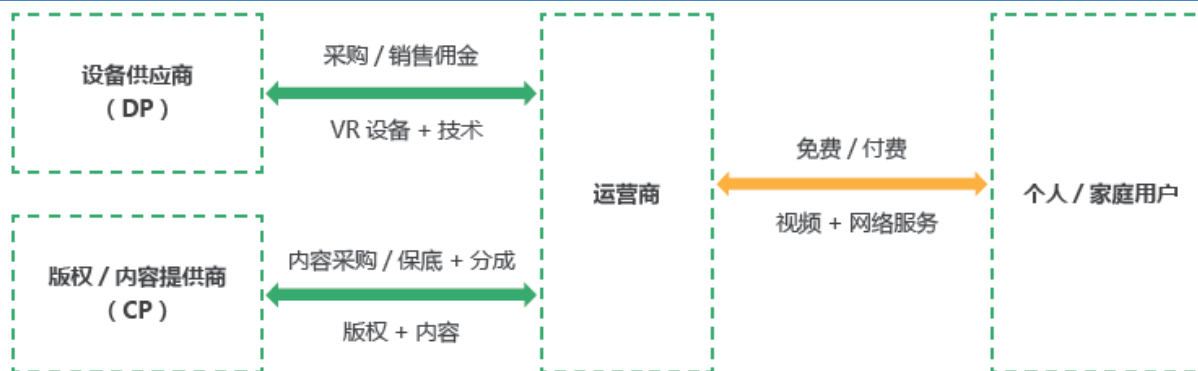 设备供应商
（ DP ）
采购 / 销售佣金
VR 设备 + 技术
版权 / 内容提供商
（ CP ）
内容采购 / 保底 + 分成
版权 + 内容
运营商
免费 / 付费
视频 + 网络服务
个人 / 家庭用户